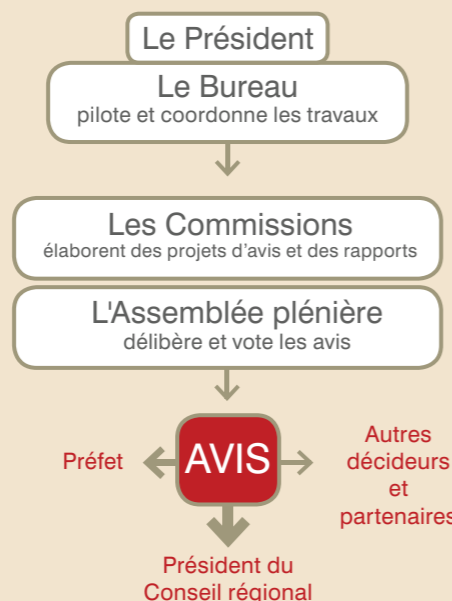 Le Président
Le Bureau
pilote et coordonne les travaux
Les Commissions
élaborent des projets d'avis et des rapports
L'Assemblée plénière
délibère et vote les avis
Préfet
AVIS
Autres
décideurs
et
partenaires
Président du
Conseil régional